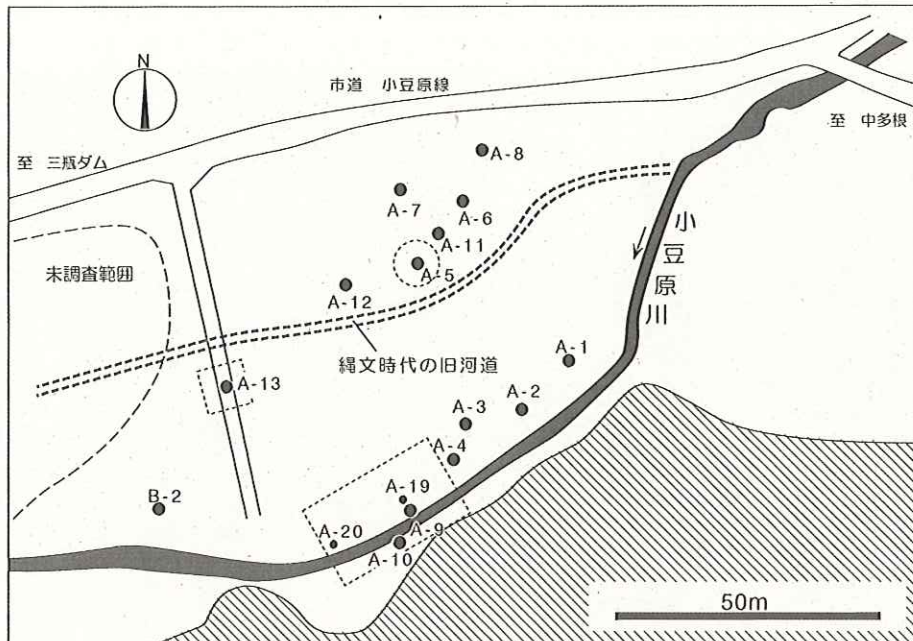 N
市道 小豆原線
至 三瓶ダム
至 中多根
A-8
A-7
A-6
A-11
A-5
A-12
未調査範囲
小豆原川
縄文時代の旧河道
A-1
A-13
A-2
A-3
A-4
A-19
B-2
A-9
A-20
A-10
50m